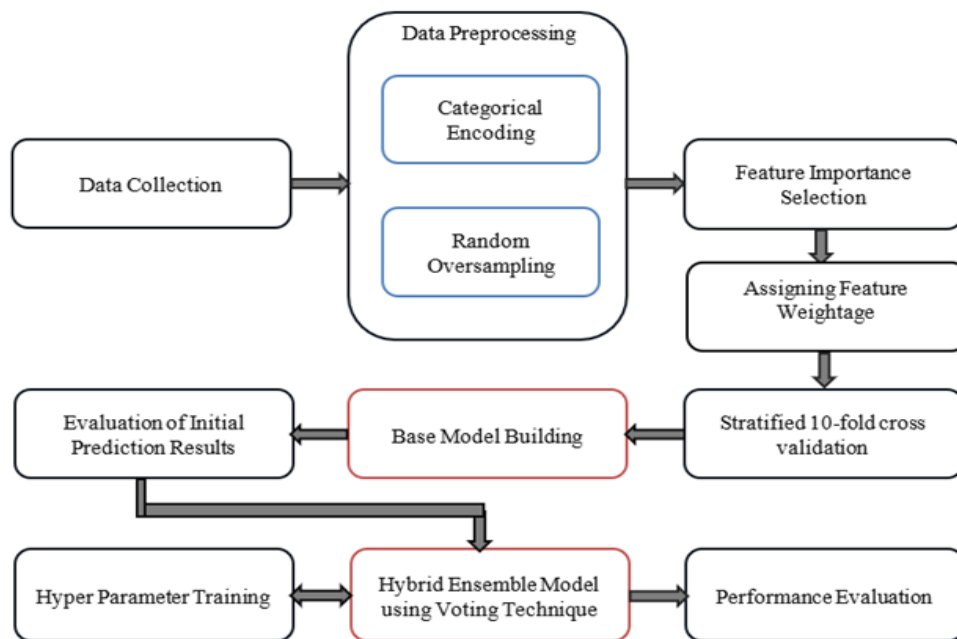 Data Preprocessing
Categorical
Encoding
Random
Oversampling
Data Collection
Feature Importance
Selection
Assigning Feature
Weightage
Stratified 10-fold cross
validation
Base Model Building
Evaluation of Initial
Prediction Results
Hyper Parameter Training
Hybrid Ensemble Model
using Voting Technique
Performance Evaluation